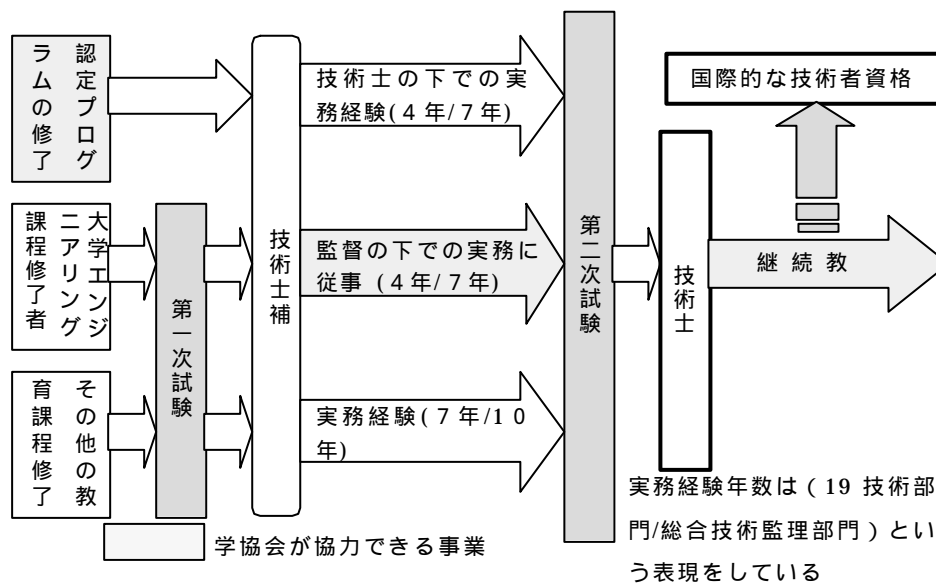 認定プログ
ラムの修了
大学エンジ
ニアリング
課程修了者
その他の教
育課程修了
第一次試験
技術士補
技術士の下での実
務経験(4年/7年)
監督の下での実務に
従事 (4年/7年)
実務経験(7年/10
年)
第二次試験
技術士
国際的な技術者資格
継続教
学協会が協力できる事業
実務経験年数は(19 技術部
門/総合技術監理部門)とい
う表現をしている